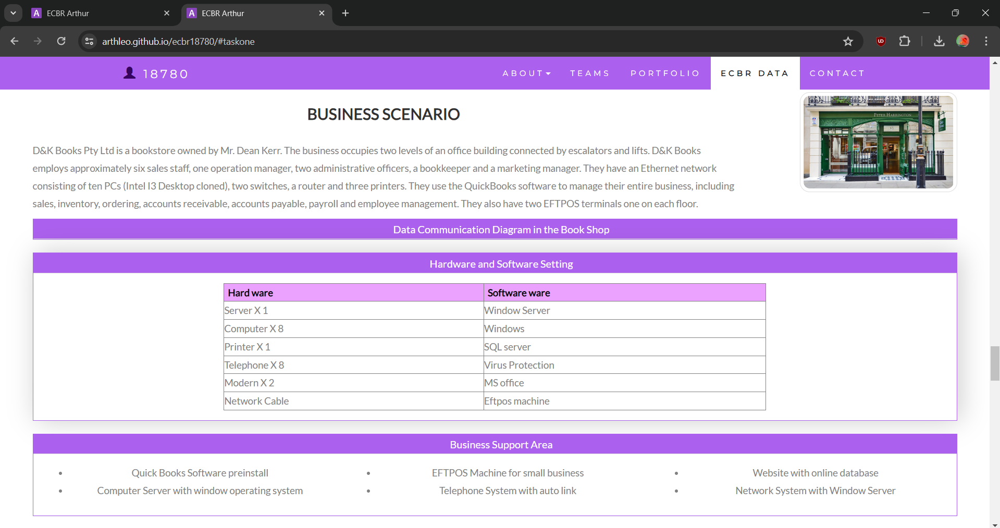 ECBR Arthur
ECBR Arthur
arthleo.github.io/ecbr18780/#taskone
18780
ABOUT
TEAMS
PORTFOLIO
ECBR DATA
CONTACT
BUSINESS SCENARIO
PETER HARRINGTON
D&K Books Pty Ltd is a bookstore owned by Mr. Dean Kerr. The business occupies two levels of an office building connected by escalators and lifts. D&K Books
employs approximately six sales staff, one operation manager, two administrative officers, a bookkeeper and a marketing manager. They have an Ethernet network
consisting of ten PCs (Intel I3 Desktop cloned), two switches, a router and three printers. They use the QuickBooks software to manage their entire business, including
sales, inventory, ordering, accounts receivable, accounts payable, payroll and employee management. They also have two EFTPOS terminals one on each floor.
Data Communication Diagram in the Book Shop
Hardware and Software Setting
Hard ware
Software ware
Server X 1
Window Server
Computer X 8
Windows
Printer X 1
SQL server
Telephone X 8
Virus Protection
Modern X 2
MS office
Network Cable
Eftpos machine
Business Support Area
Quick Books Software preinstall
EFTPOS Machine for small business
Website with online database
Computer Server with window operating system
Telephone System with auto link
Network System with Window Server